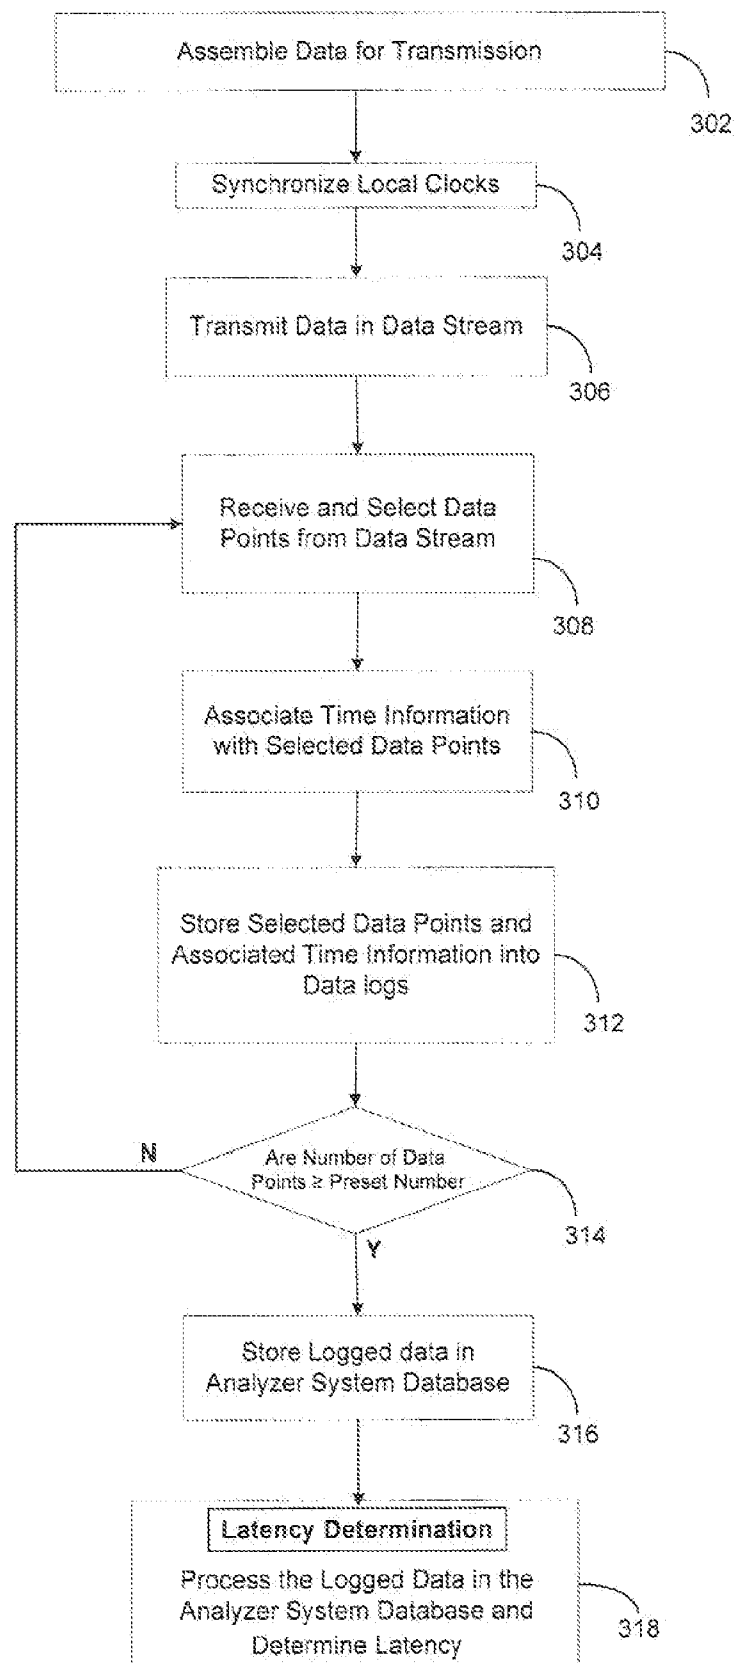 Assemble Data for Transmission
302
Synchronize Local Clocks
304
Transmit Data in Data Stream
306
Receive and Select Data
Points from Data Stream
308
Associate Time Information
with Selected Data Points
310
Store Selected Data Points and
Associated Time Information into
Data logs
312
N
Are Number of Data
Points ≥ Preset Number
314
Y
Store Logged data in
Analyzer System Database
316
Latency Determination
Process the Logged Data in the
Analyzer System Database and
Determine Latency
318